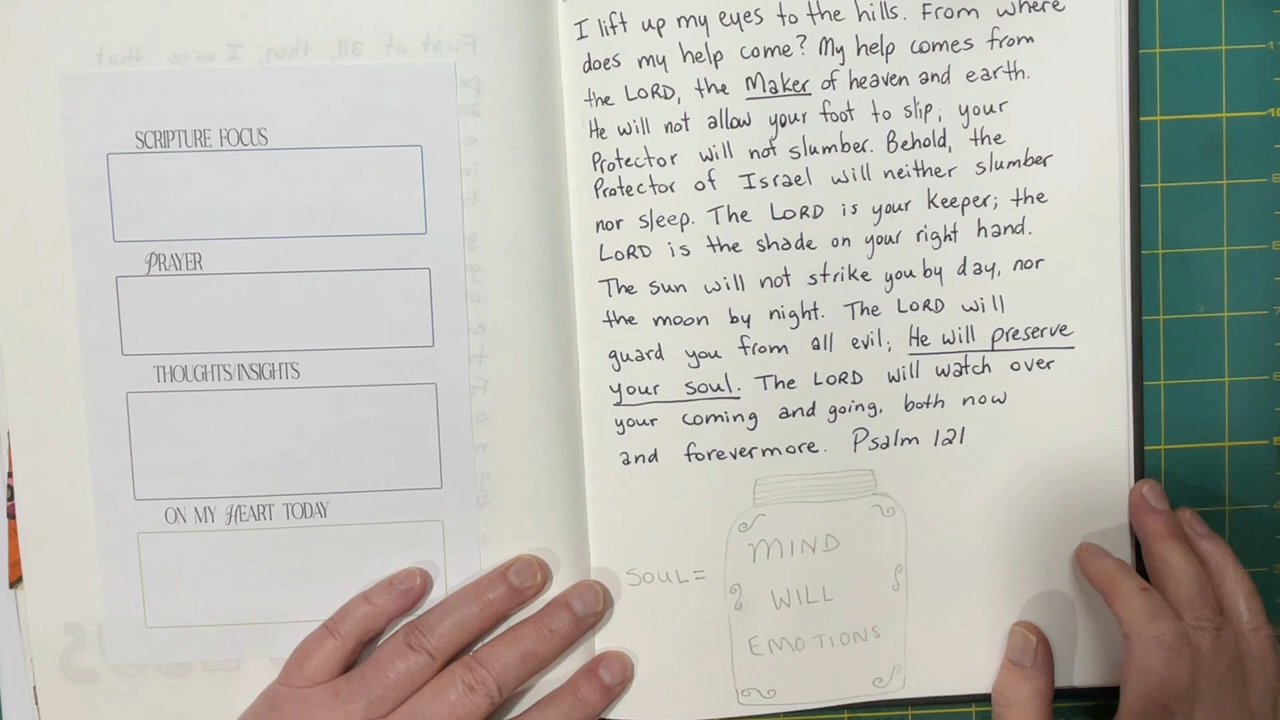 First of all, then, I urge that
SCRIPTURE FOCUS
PRAYER
THOUGHTS/INSIGHTS
ON MY HEART TODAY
I lift up my eyes to the hills. From where
does my help come? My help comes from
the LORD, the Maker of heaven and earth.
He will not allow your foot to slip; your
Protector will not slumber. Behold, the
Protector of Israel will neither slumber
nor sleep. The LORD is your keeper; the
LORD is the shade on your right hand.
The sun will not strike you by day, nor
the moon by night. The LORD will
guard you from all evil; He will preserve
your soul. The LORD will watch over
your coming and going, both now
and forevermore. Psalm 121
SOUL=
MIND
WILL
EMOTIONS